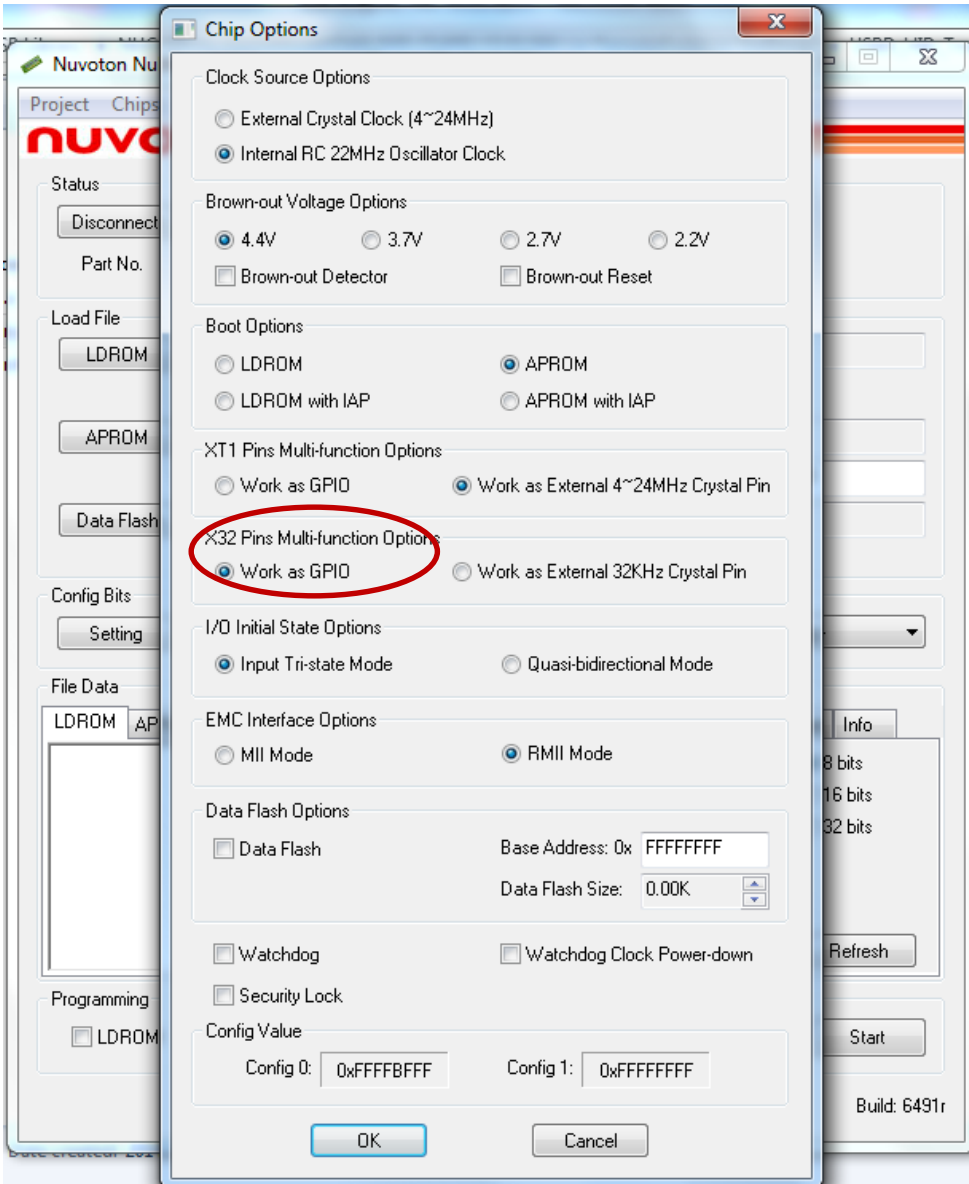 Chip Options
Nuvoton Nu
Project Chips
nuvo
Status
Disconnect
Part No.
Load File
LDROM
APROM
Data Flash
Config Bits
Setting
File Data
LDROM AP
Programming
LDROM
Clock Source Options
External Crystal Clock (4~24MHz)
Internal RC 22MHz Oscillator Clock
Brown-out Voltage Options
4.4V 3.7V 2.7V 2.2V
Brown-out Detector Brown-out Reset
Boot Options
LDROM APROM
LDROM with IAP APROM with IAP
XT1 Pins Multi-function Options
Work as GPIO Work as External 4~24MHz Crystal Pin
X32 Pins Multi-function Options
Work as GPIO Work as External 32KHz Crystal Pin
I/O Initial State Options
Input Tri-state Mode Quasi-bidirectional Mode
EMC Interface Options
MII Mode RMII Mode
Data Flash Options
Data Flash Base Address: 0x FFFFFFFF
Data Flash Size: 0.00K
Watchdog Watchdog Clock Power-down
Security Lock
Config Value
Config 0: 0xFFFFBFFF Config 1: 0xFFFFFFFF
OK Cancel
Info
8 bits
16 bits
32 bits
Refresh
Start
Build: 6491r